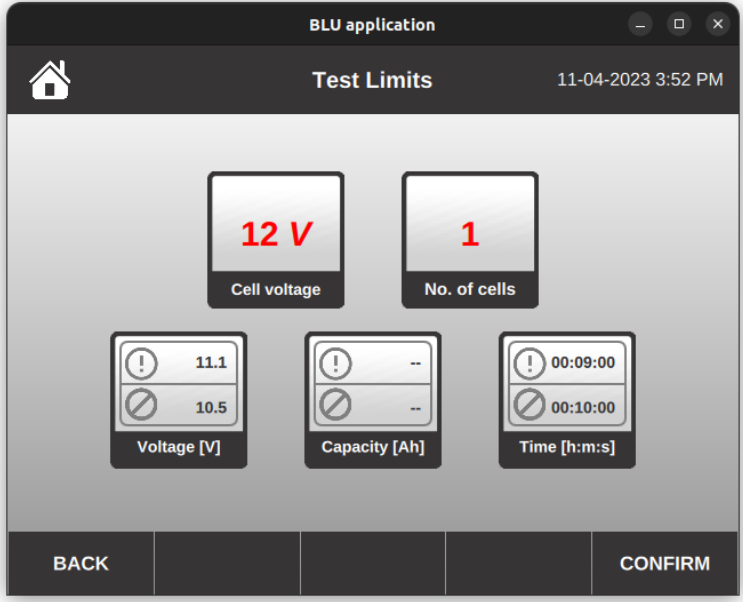 BLU application
Test Limits
11-04-2023 3:52 PM
12 V
Cell voltage
1
No. of cells
11.1
10.5
Voltage [V]
--
--
Capacity [Ah]
00:09:00
00:10:00
Time [h:m:s]
BACK
CONFIRM